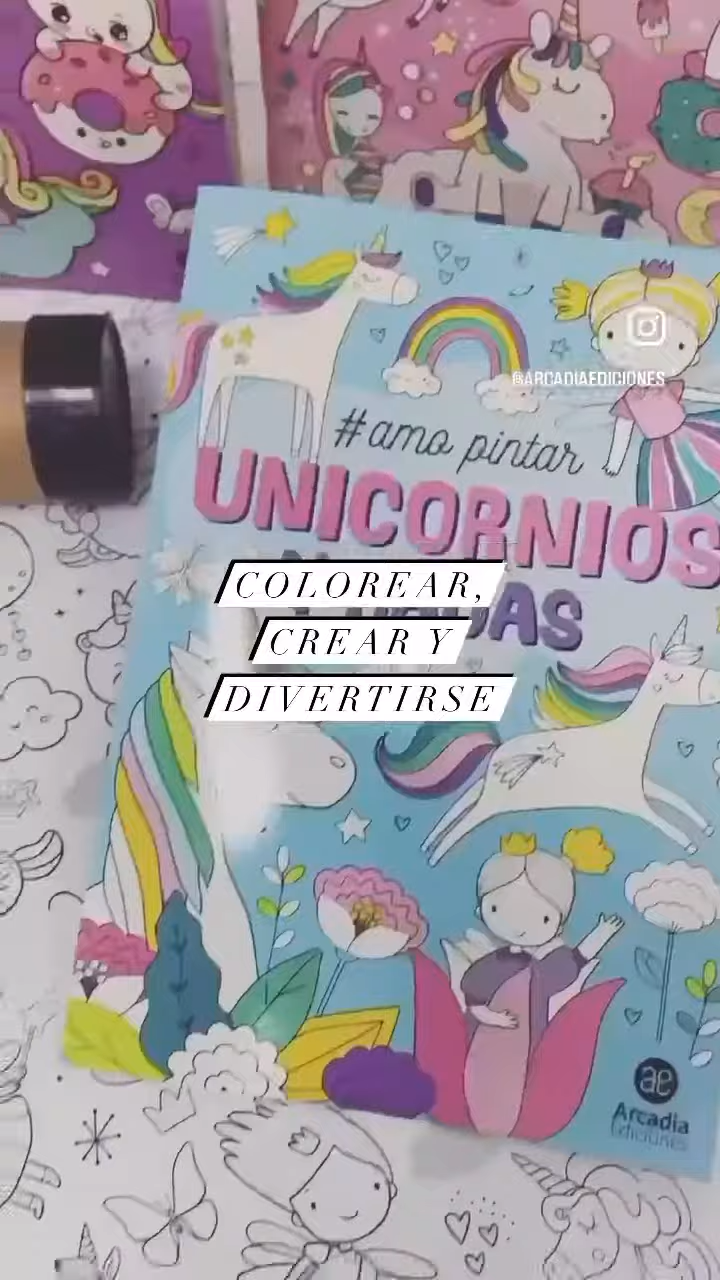 @ARCADIAEDICIONES
#amo pintar
UNICORNIOS
COLOREAR,
CREAR Y
DIVERTIRSE
ae
Arcadia
Ediciones